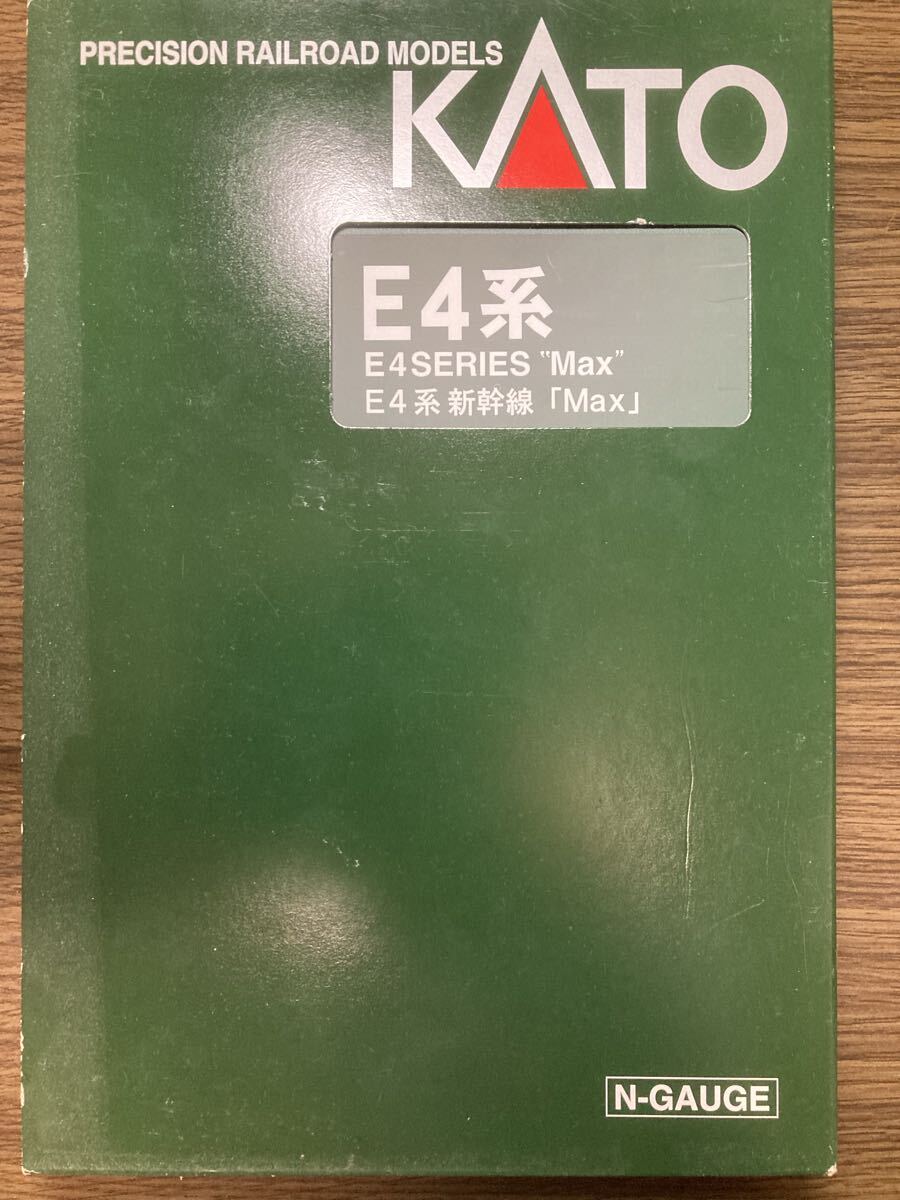 PRECISION RAILROAD MODELS
KATO
E4系
E4SERIES "Max"
E4系 新幹線「Max」
N-GAUGE